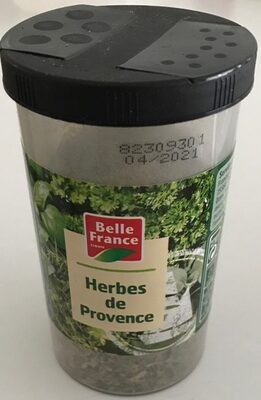 82309301
04/2021
Belle
France
Herbes
de
Provence